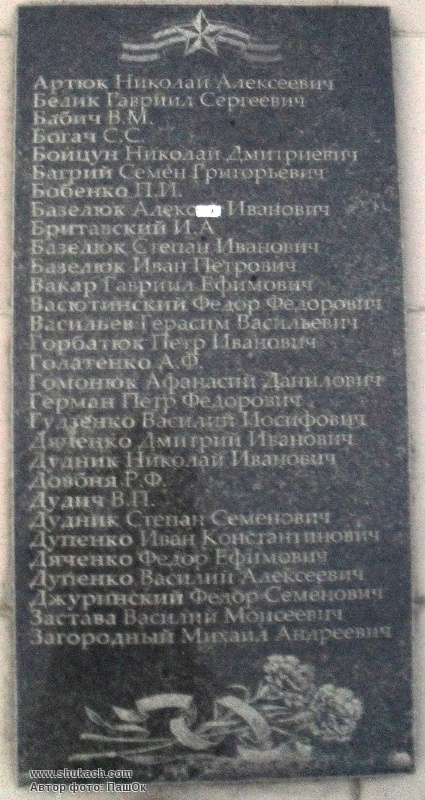 Артюк Николай Алексеевич
Бедик Гавриил Сергеевич
Бабич В.М.
Богач С.С.
Бойцун Николай Дмитриевич
Багрий Семен Григорьевич
Бобенко П.И.
Базелюк Иванович
Бритавский И.А
Базелюк Степан Иванович
Базелюк Иван Петрович
Вакар Гавриил Ефимович
Васютинский Федор Федорович
Васильев Герасим Васильевич
Горбатюк Петр Иванович
Голатенко А.Ф.
Гомонюк Афанасий Данилович
Герман Петр Федорович
Гудзенко Василий Иосифович
Дяченко Дмитрий Иванович
Дудник Николай Иванович
Довбня Р.Ф.
Дудич В.П.
Дудник Степан Семенович
Дупенко Иван Константинович
Дяченко Федор Ефимович
Дупенко Василий Алексеевич
Джуринский Федор Семенович
Застава Василий Моисеевич
Загородный Михаил Андреевич
www.shukach.com
Автор фото: ПашОк